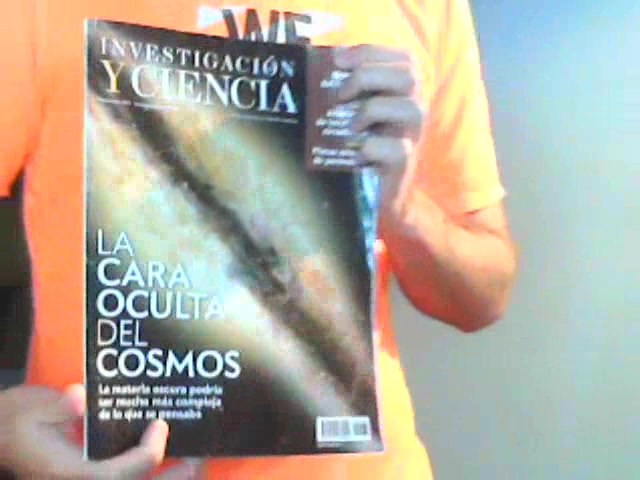 WE
INVESTIGACIÓN
Y CIENCIA
LA
CARA
OCULTA
DEL
COSMOS
La materia oscura podría
ser mucho más compleja
de lo que se pensaba